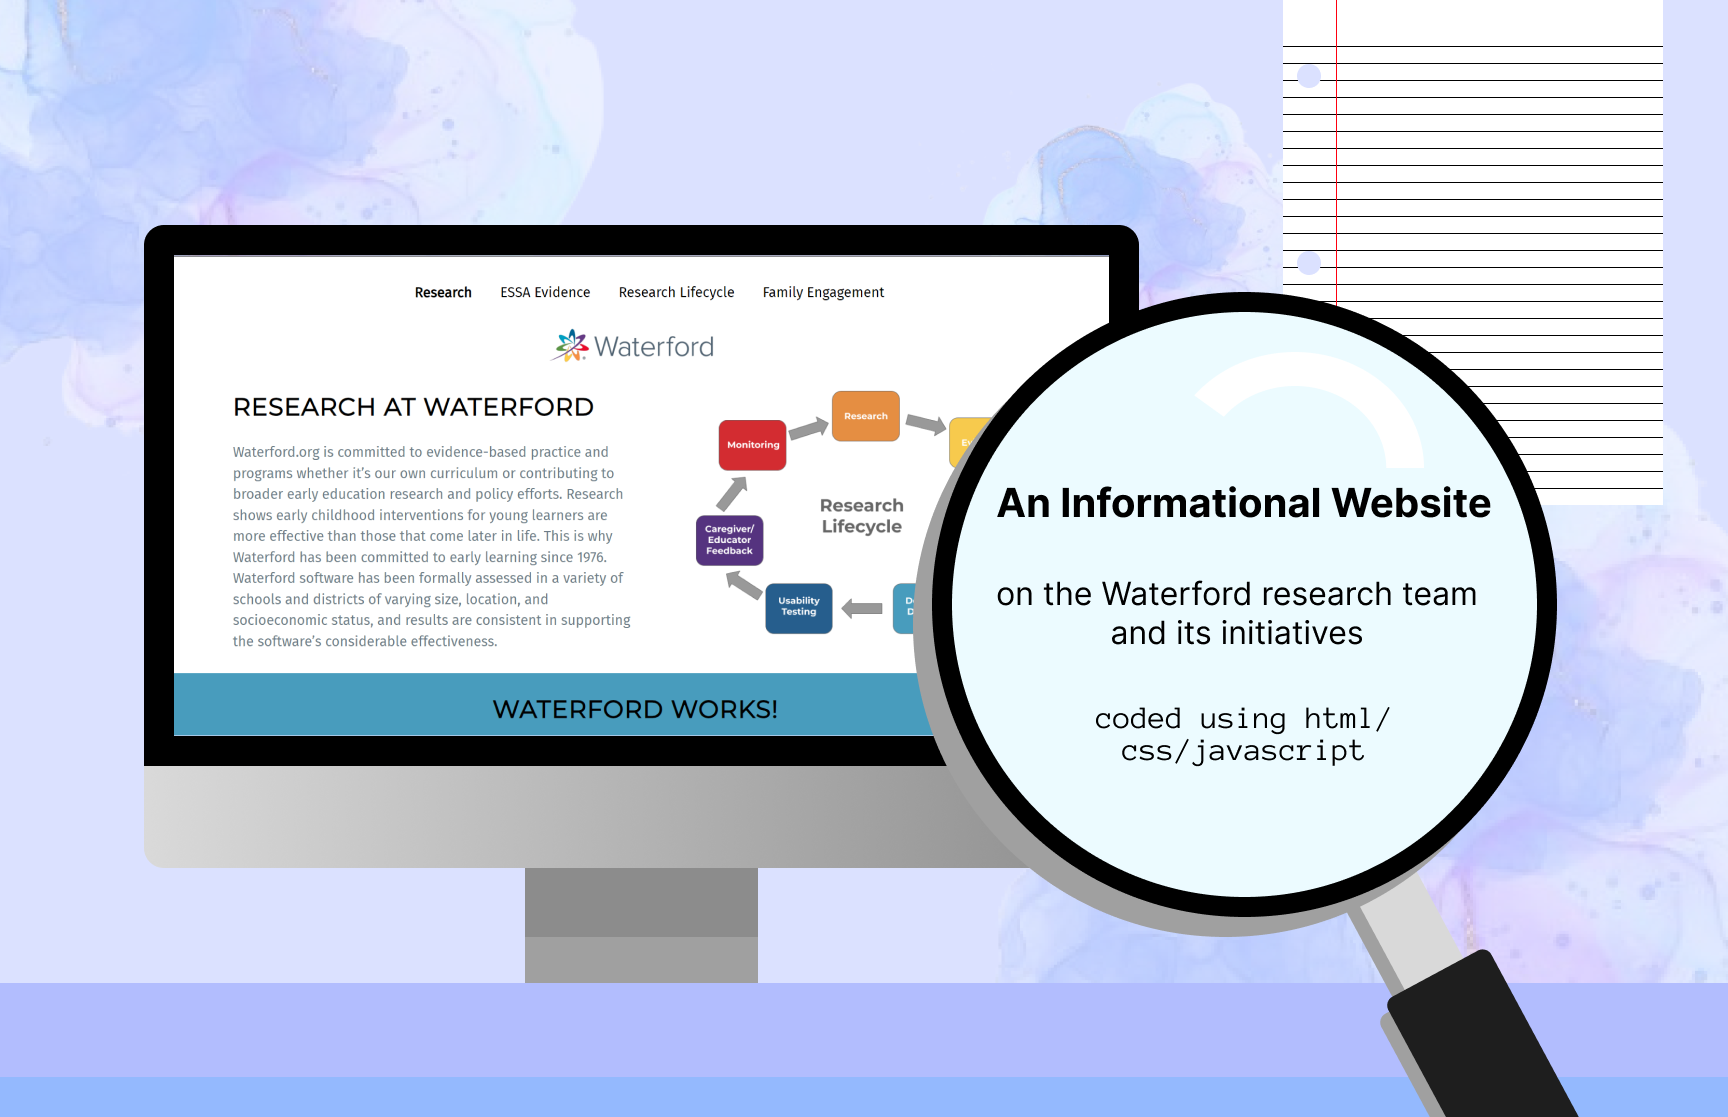 Research ESSA Evidence Research Lifecycle Family Engagement
Waterford
RESEARCH AT WATERFORD
Waterford.org is committed to evidence-based practice and
programs whether it's our own curriculum or contributing to
broader early education research and policy efforts. Research
shows early childhood interventions for young learners are
more effective than those that come later in life. This is why
Waterford has been committed to early learning since 1976.
Waterford software has been formally assessed in a variety of
schools and districts of varying size, location, and
socioeconomic status, and results are consistent in supporting
the software's considerable effectiveness.
Research
Monitoring
Research
Lifecycle
Caregiver/
Educator
Feedback
Usability
Testing
WATERFORD WORKS!
An Informational Website
on the Waterford research team
and its initiatives
coded using html/
css/javascript